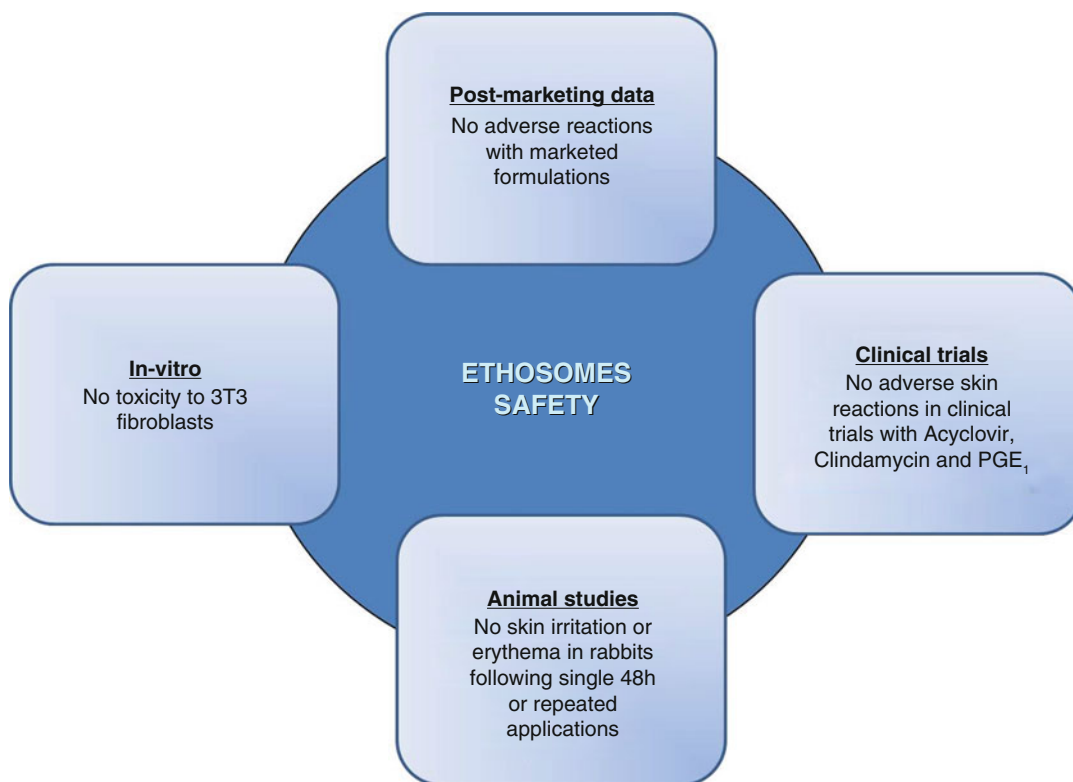 Post-marketing data
No adverse reactions
with marketed
formulations
In-vitro
No toxicity to 3T3
fibroblasts
ETHOSOMES
SAFETY
Clinical trials
No adverse skin
reactions in clinical
trials with Acyclovir,
Clindamycin and PGE₁
Animal studies
No skin irritation or
erythema in rabbits
following single 48h
or repeated
applications